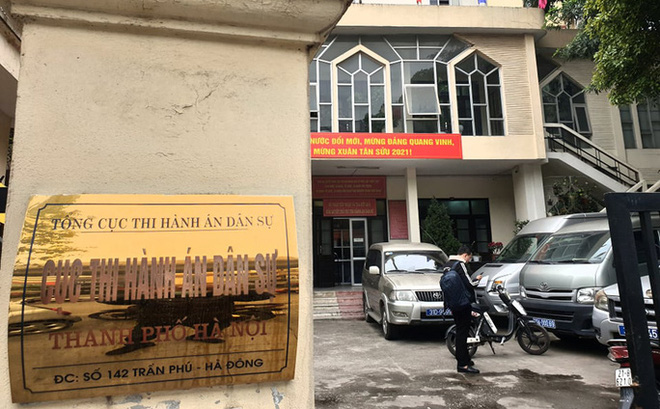 TỔNG CỤC THI HÀNH ÁN DÂN SỰ
CỤC THI HÀNH ÁN DÂN SỰ
THÀNH PHỐ HÀ NỘI
ĐC: SỐ 142 TRẦN PHÚ - HÀ ĐÔNG
NƯỚC ĐỔI MỚI, MỪNG ĐẢNG QUANG VINH,
MỪNG XUÂN TÂN SỬU 2021!